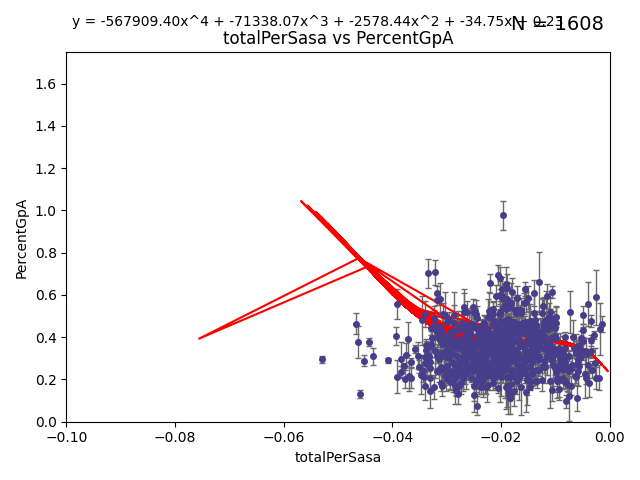 y = -567909.40x^4 + -71338.07x^3 + -2578.44x^2 + -34.75x + 0.23
N = 1608
totalPerSasa vs PercentGpA
1.6
1.4
1.2
1.0
0.8
0.6
0.4
0.2
0.0
PercentGpA
−0.10 −0.08 −0.06 −0.04 −0.02 0.00
totalPerSasa